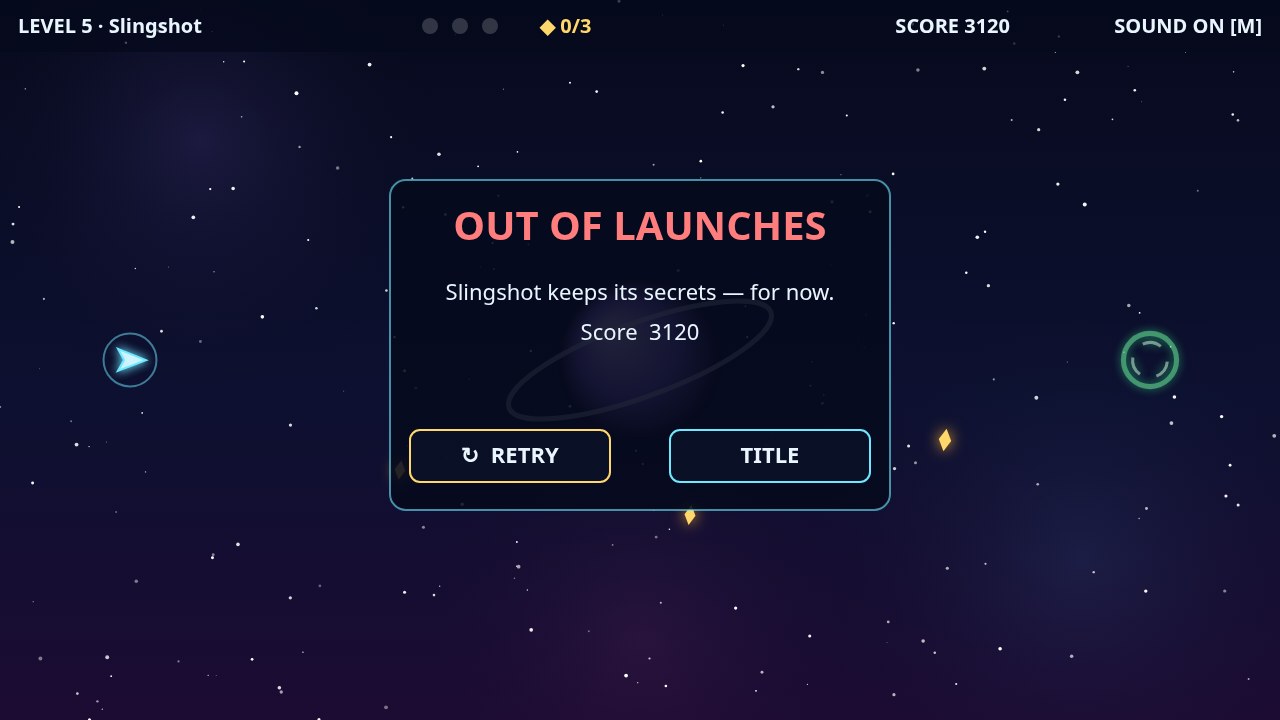 LEVEL 5 · Slingshot
◆ 0/3
SCORE 3120
SOUND ON [M]
OUT OF LAUNCHES
Slingshot keeps its secrets — for now.
Score 3120
↻ RETRY
TITLE